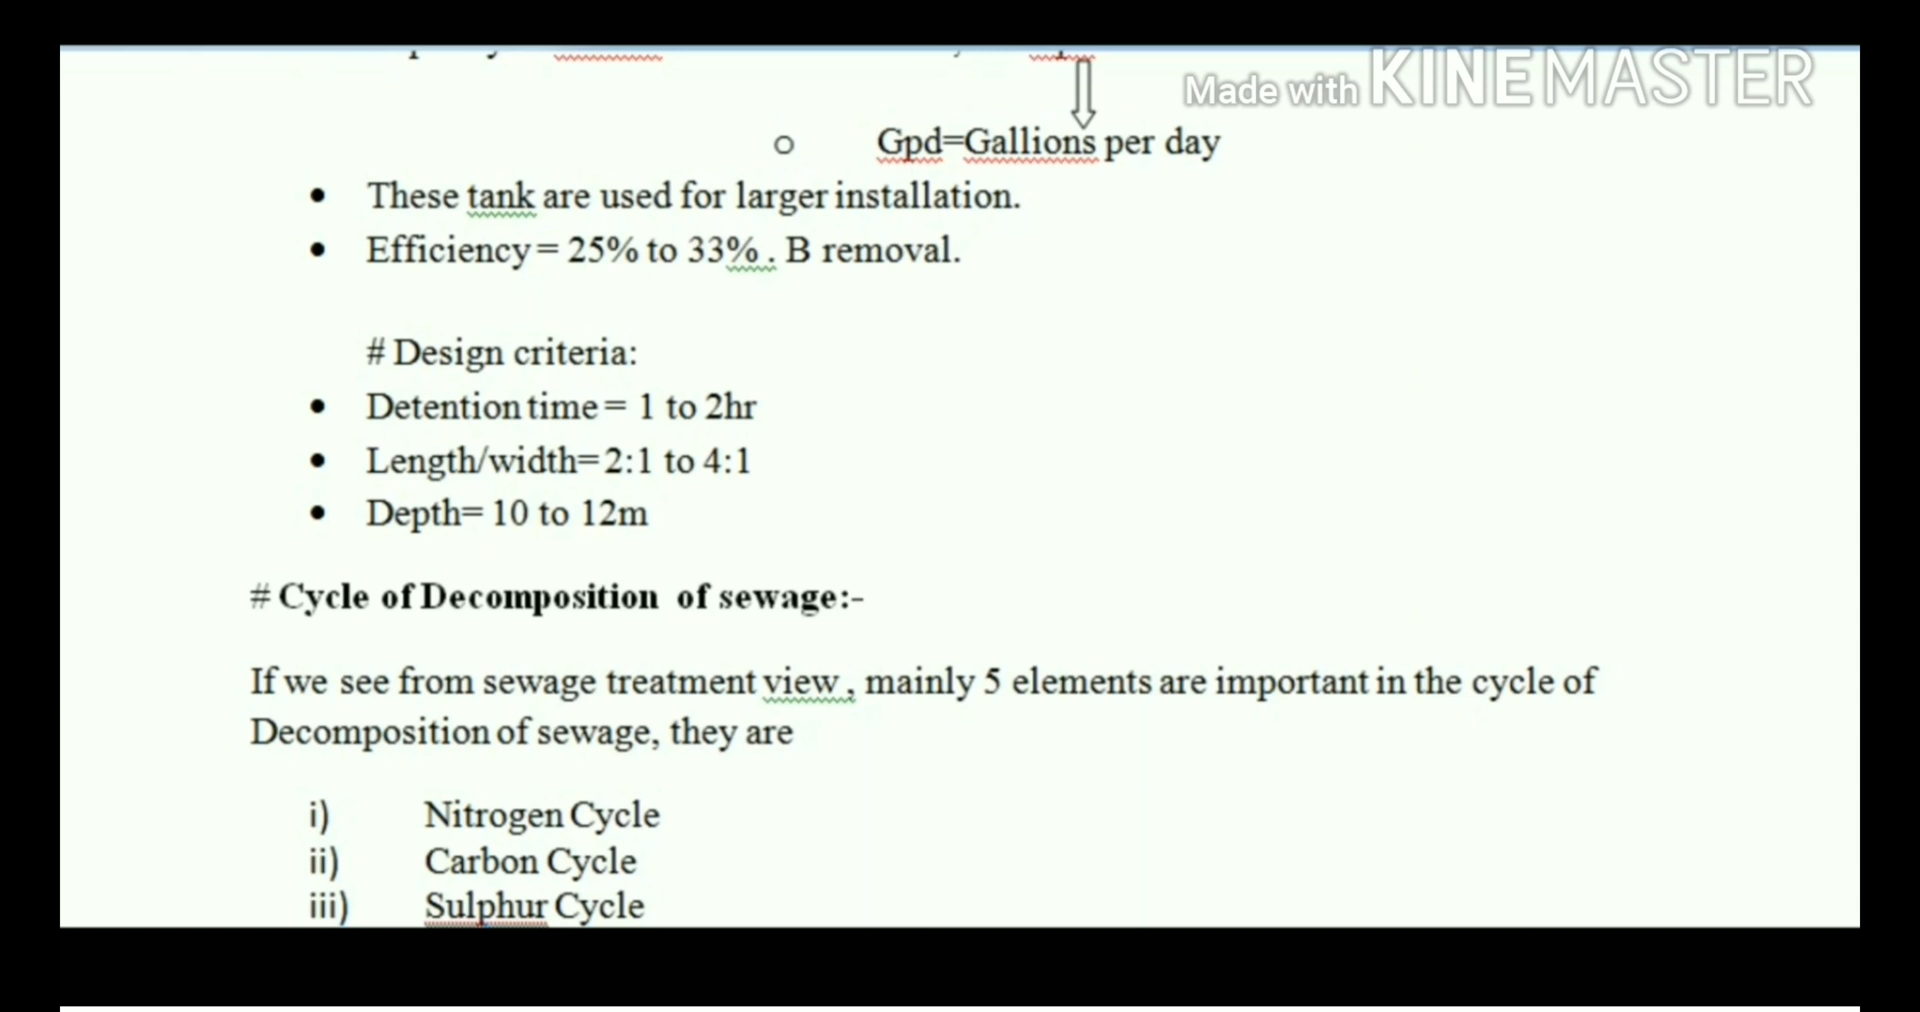 Made with KINEMASTER
o Gpd=Gallions per day
• These tank are used for larger installation.
• Efficiency= 25% to 33% . B removal.
# Design criteria:
• Detention time= 1 to 2hr
• Length/width=2:1 to 4:1
• Depth= 10 to 12m
# Cycle of Decomposition of sewage:-
If we see from sewage treatment view , mainly 5 elements are important in the cycle of
Decomposition of sewage, they are
i) Nitrogen Cycle
ii) Carbon Cycle
iii) Sulphur Cycle